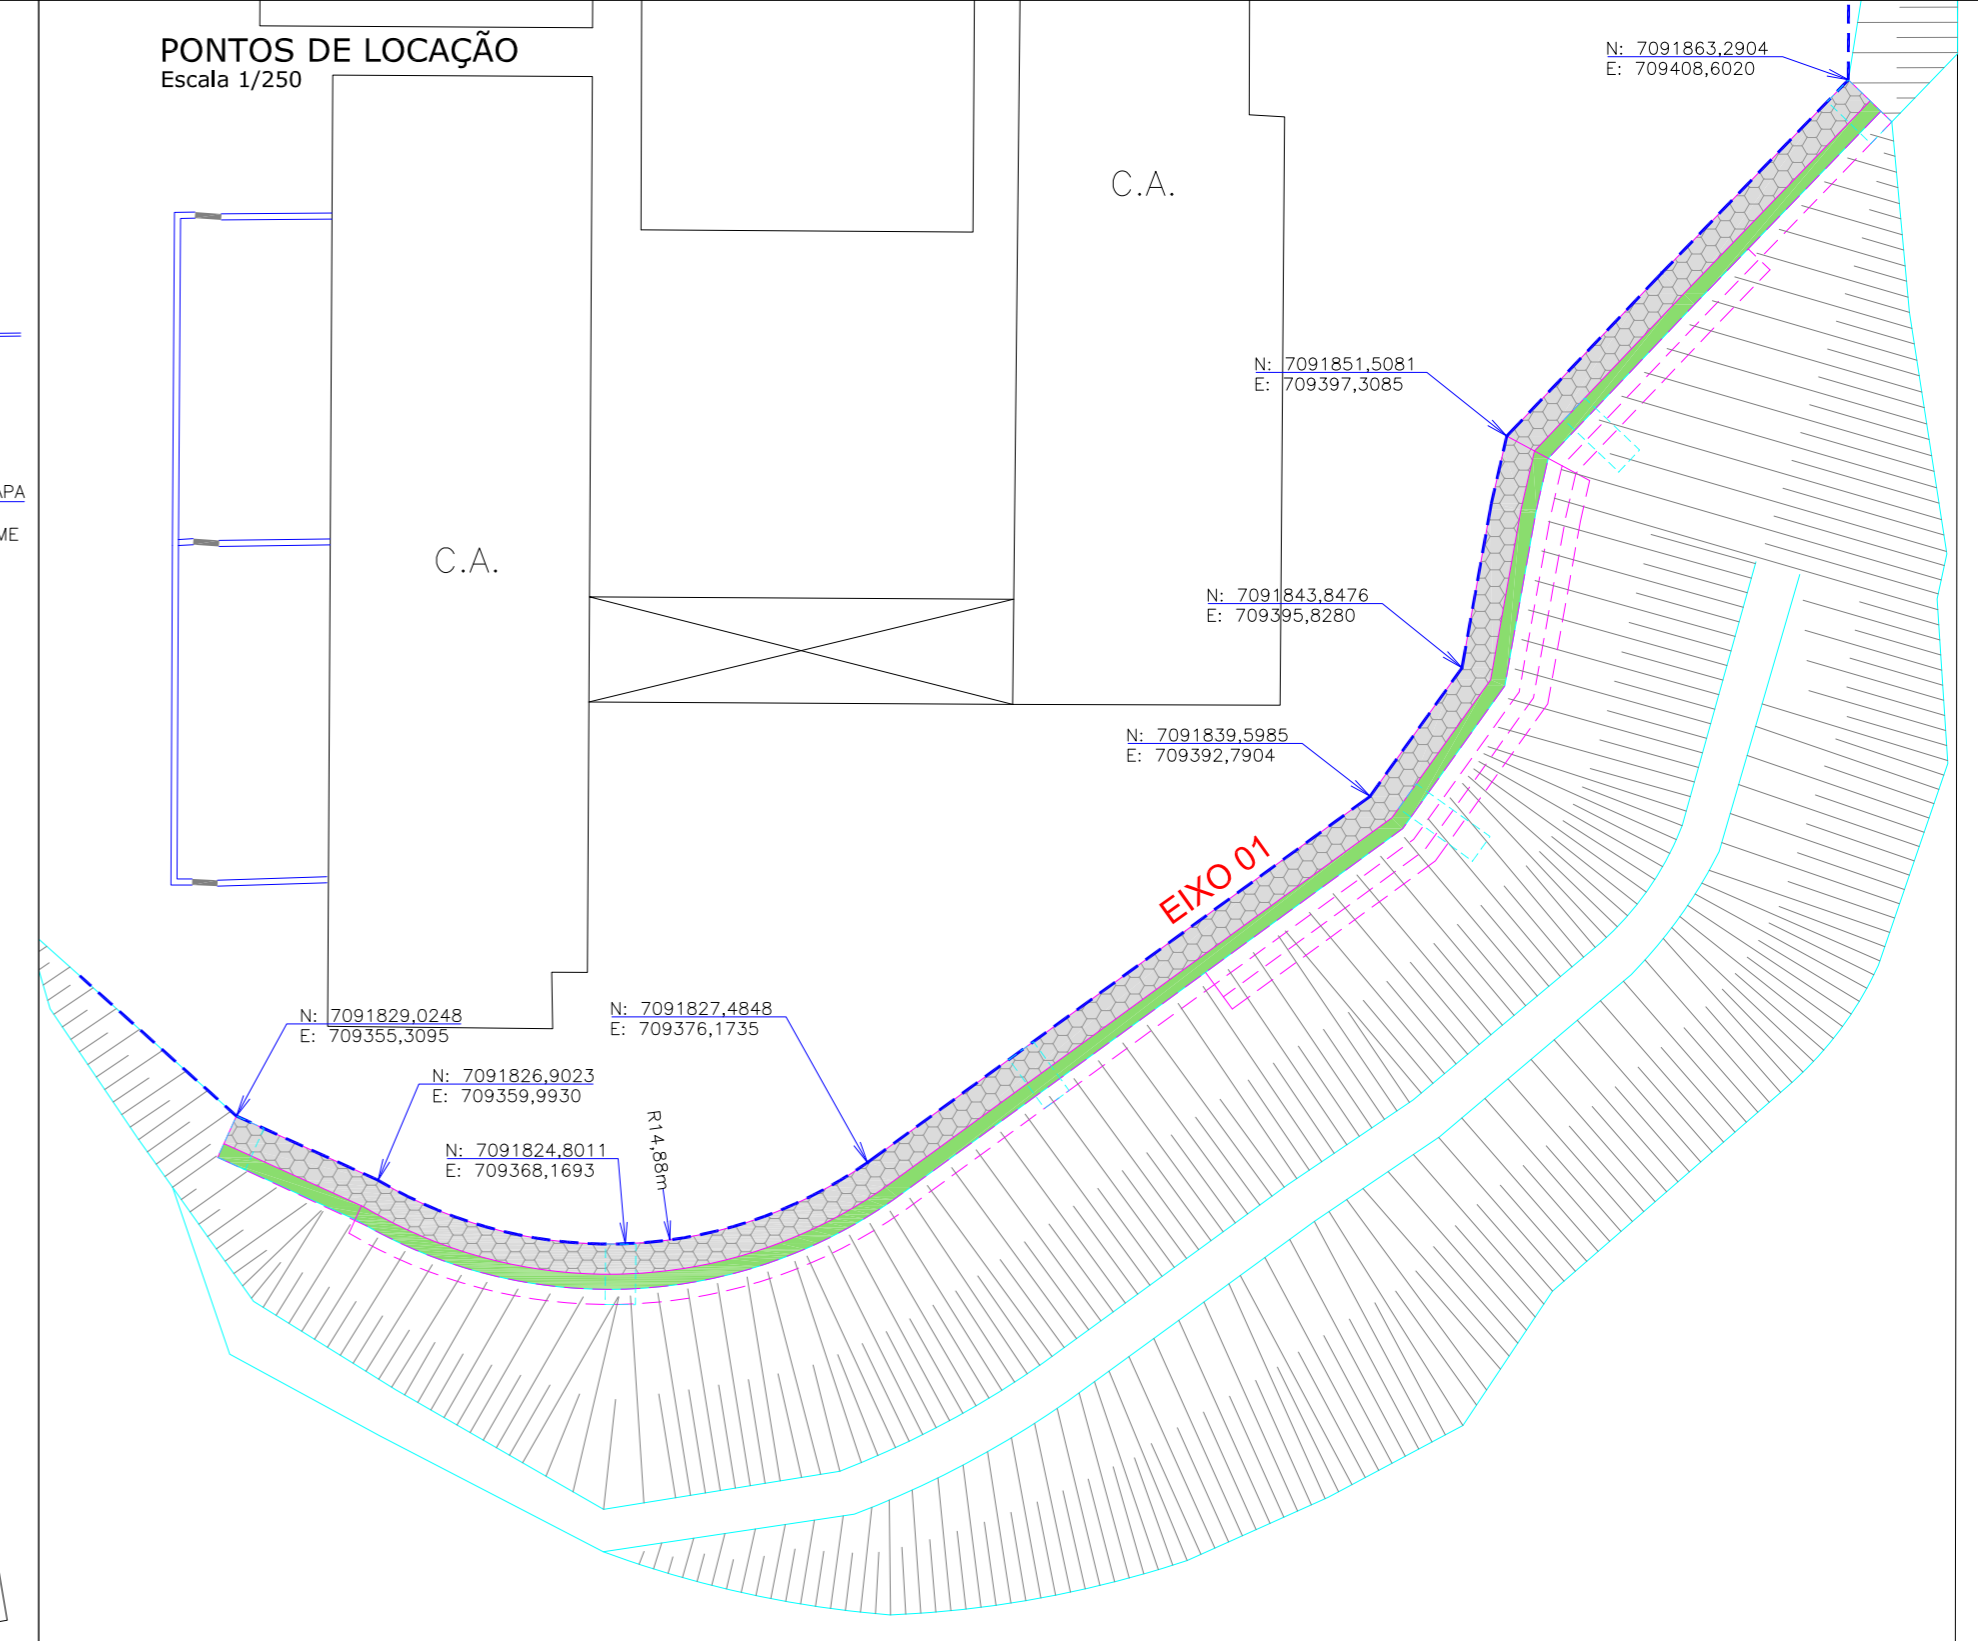 PONTOS DE LOCAÇÃO
Escala 1/250
N: 7091863,2904
E: 709408,6020
C.A.
N: 7091851,5081
E: 709397,3085
APA
ME
C.A.
N: 7091843,8476
E: 709395,8280
N: 7091839,5985
E: 709392,7904
EIXO 01
N: 7091829,0248
E: 709355,3095
N: 7091827,4848
E: 709376,1735
N: 7091826,9023
E: 709359,9930
R14,88m
N: 7091824,8011
E: 709368,1693